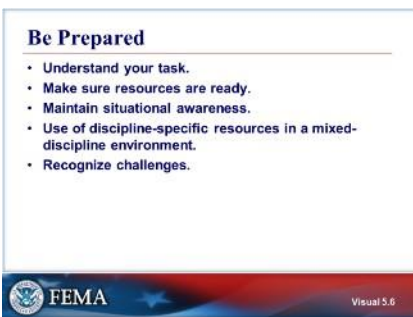 Be Prepared
• Understand your task.
• Make sure resources are ready.
• Maintain situational awareness.
• Use of discipline-specific resources in a mixed-
discipline environment.
• Recognize challenges.
FEMA
Visual 5.6